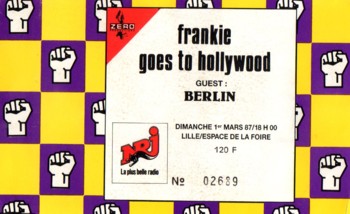 ZERO
frankie
goes to hollywood
GUEST :
BERLIN
DIMANCHE 1er MARS 87/18 H 00
LILLE/ESPACE DE LA FOIRE
120 F
NRJ
La plus belle radio
No 02689